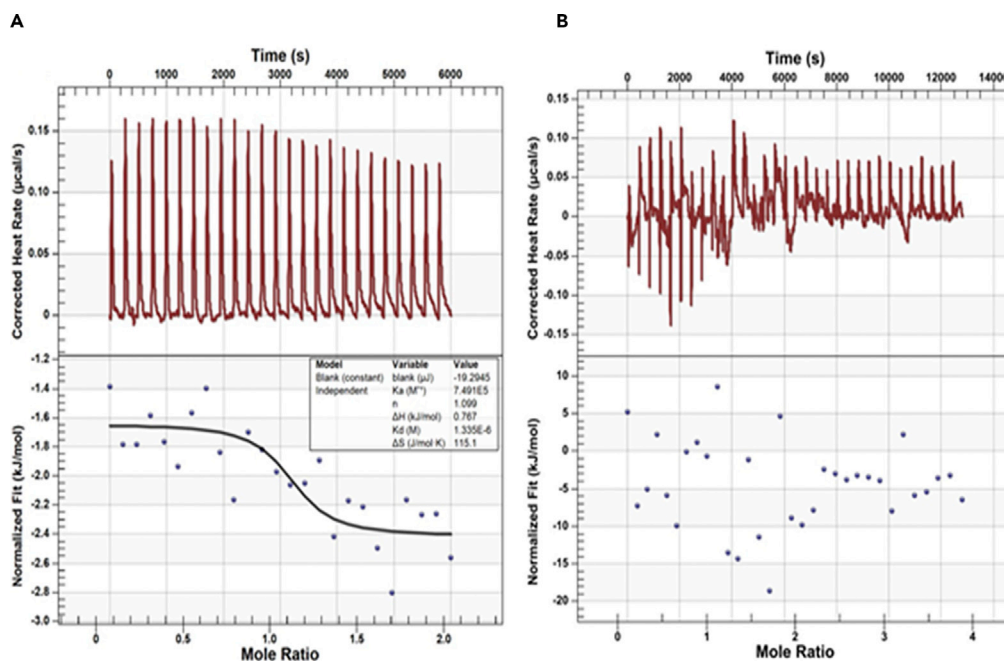 A
B
Time (s)
0 1000 2000 3000 4000 5000 6000
Corrected Heat Rate (µcal/s)
0.15
0.10
0.05
0
Normalized Fit (kJ/mol)
-1.2
-1.4
-1.6
-1.8
-2.0
-2.2
-2.4
-2.6
-2.8
-3.0
Model Variable Value
Blank (constant) blank (µJ) -19.2945
Independent Ka (M⁻¹) 7.491E5
n 1.099
ΔH (kJ/mol) 0.767
Kd (M) 1.335E-6
ΔS (J/mol·K) 115.1
0 0.5 1.0 1.5 2.0
Mole Ratio
Time (s)
0 2000 4000 6000 8000 10000 12000 14000
Corrected Heat Rate (µcal/s)
0.15
0.10
0.05
0
-0.05
-0.10
-0.15
Normalized Fit (kJ/mol)
10
5
0
-5
-10
-15
-20
0 1 2 3 4
Mole Ratio